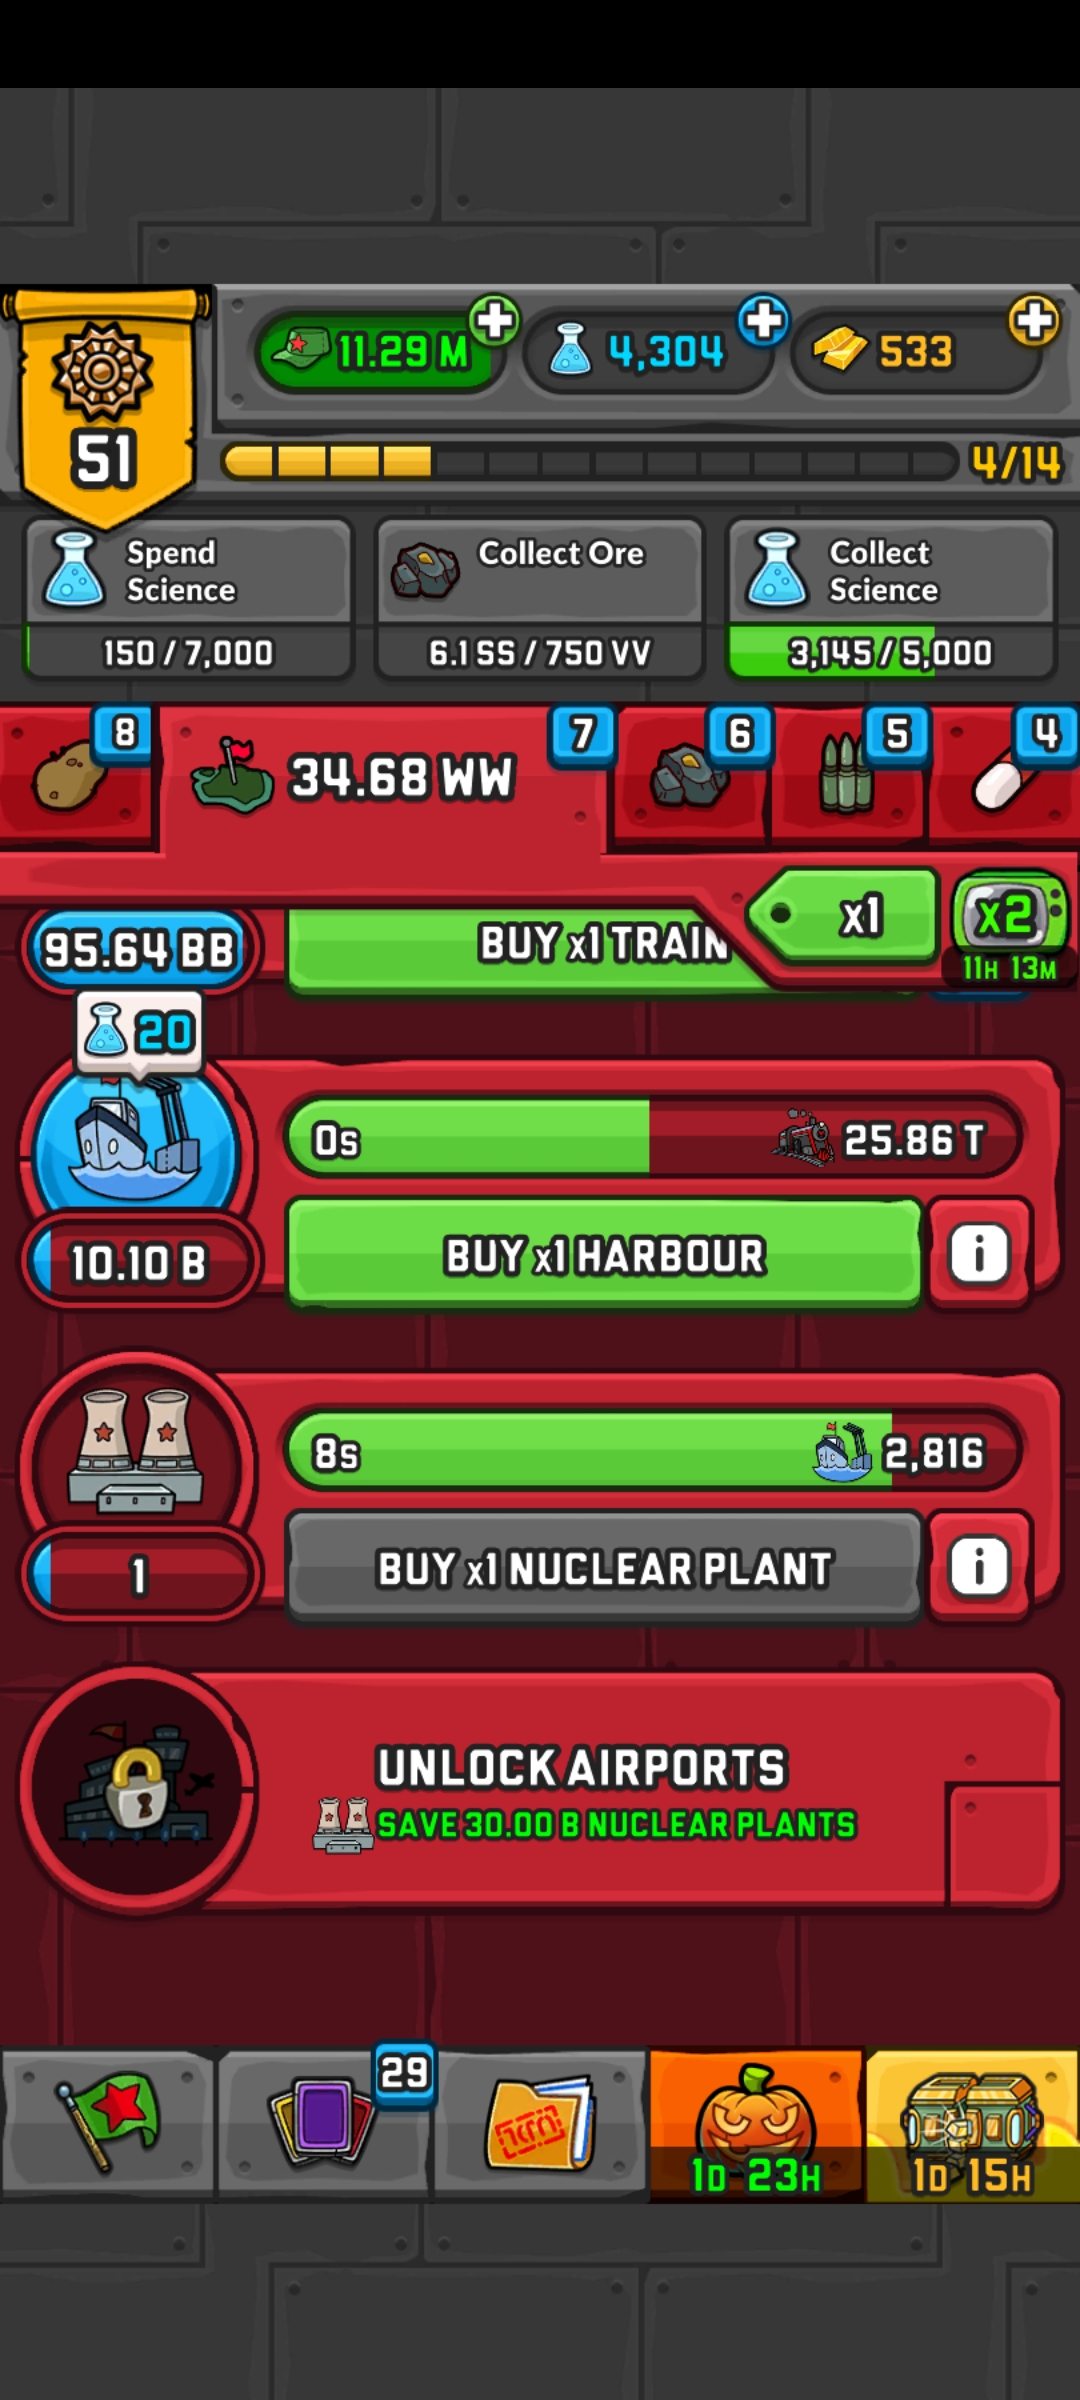 11.29 M
4,304
533
51
4/14
Spend
Science
150 / 7,000
Collect Ore
6.1 SS / 750 VV
Collect
Science
3,145 / 5,000
8
34.68 WW
7
6
5
4
x1
x2
11H 13M
95.64 BB
BUY x1 TRAIN
20
0s
25.86 T
10.10 B
BUY x1 HARBOUR
i
8s
2,816
1
BUY x1 NUCLEAR PLANT
i
UNLOCK AIRPORTS
SAVE 30.00 B NUCLEAR PLANTS
29
1D 23H
1D 15H